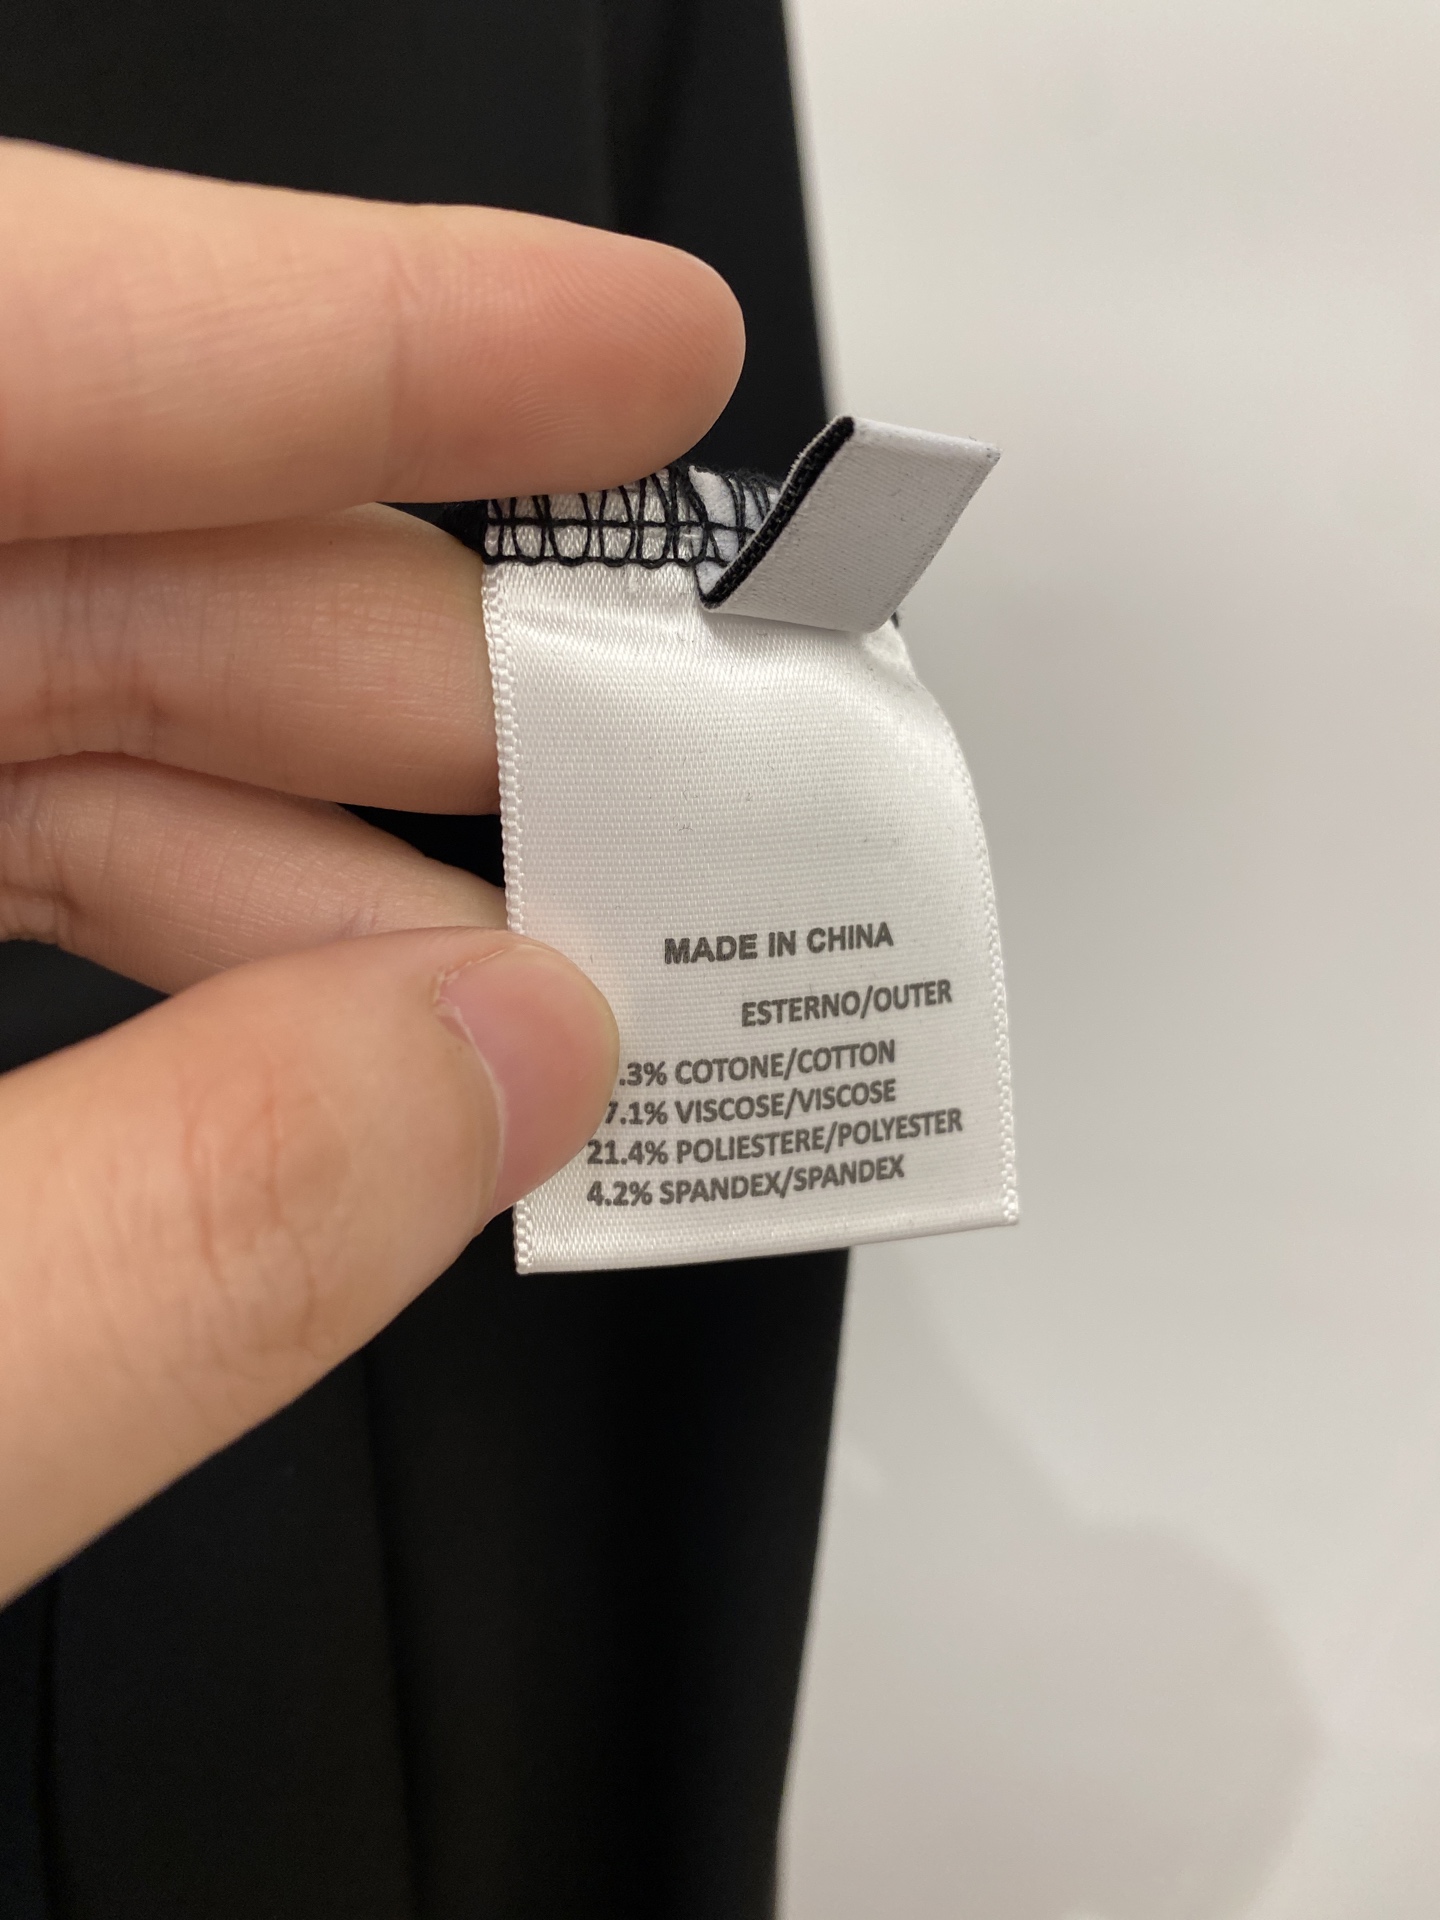 MADE IN CHINA
ESTERNO/OUTER
.3% COTONE/COTTON
7.1% VISCOSE/VISCOSE
21.4% POLIESTERE/POLYESTER
4.2% SPANDEX/SPANDEX